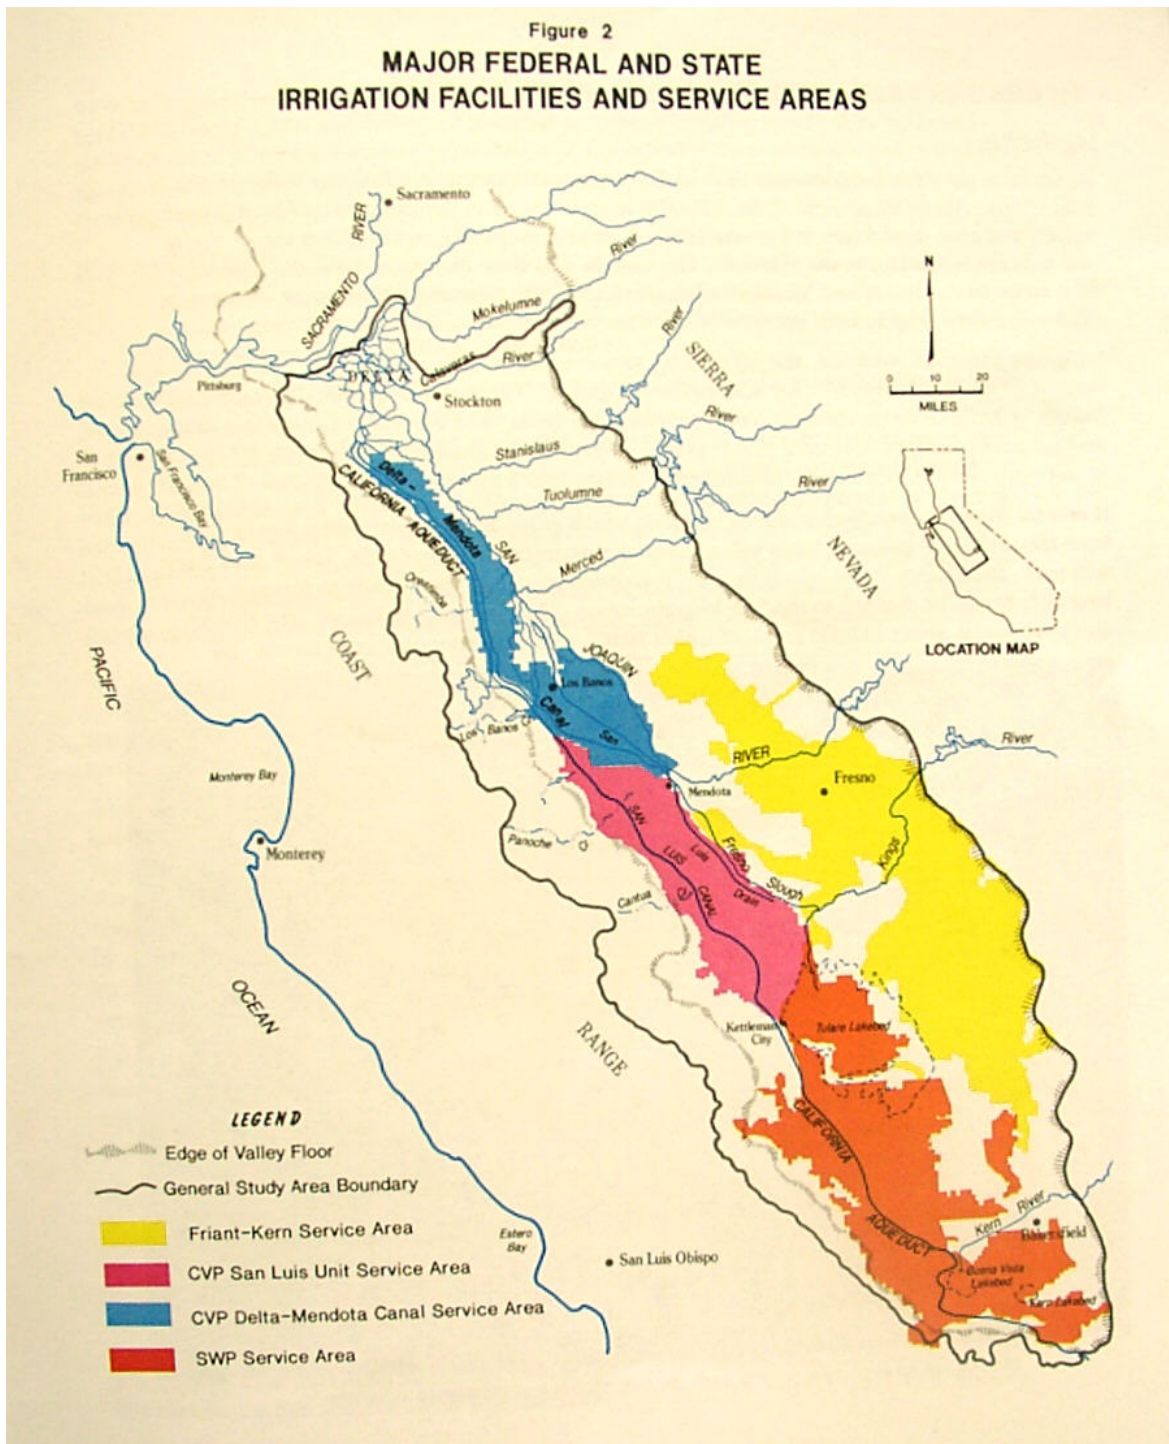 Figure 2
MAJOR FEDERAL AND STATE
IRRIGATION FACILITIES AND SERVICE AREAS
Sacramento
RIVER
SACRAMENTO
River
Mokelumne
Calaveras
River
DELTA
Pittsburg
Stockton
River
SIERRA
River
N
0 10 20
MILES
San
Francisco
San Francisco Bay
Stanislaus
Tuolumne
River
Delta-
Mendota
CALIFORNIA AQUEDUCT
SAN
Merced
NEVADA
Orestimba
LOCATION MAP
COAST
PACIFIC
JOAQUIN
Los Banos
Canal
San
Los Banos
RIVER
River
Monterey Bay
Mendota
Fresno
Monterey
Panoche
SAN
LUIS
CANAL
Luis
Drain
Fresno
Slough
Kings
Cantua
OCEAN
RANGE
Kettleman
City
Tulare Lakebed
CALIFORNIA
AQUEDUCT
Kern River
Bakersfield
Buena Vista
Lakebed
Kern Lakebed
Estero
Bay
San Luis Obispo
LEGEND
Edge of Valley Floor
General Study Area Boundary
Friant-Kern Service Area
CVP San Luis Unit Service Area
CVP Delta-Mendota Canal Service Area
SWP Service Area